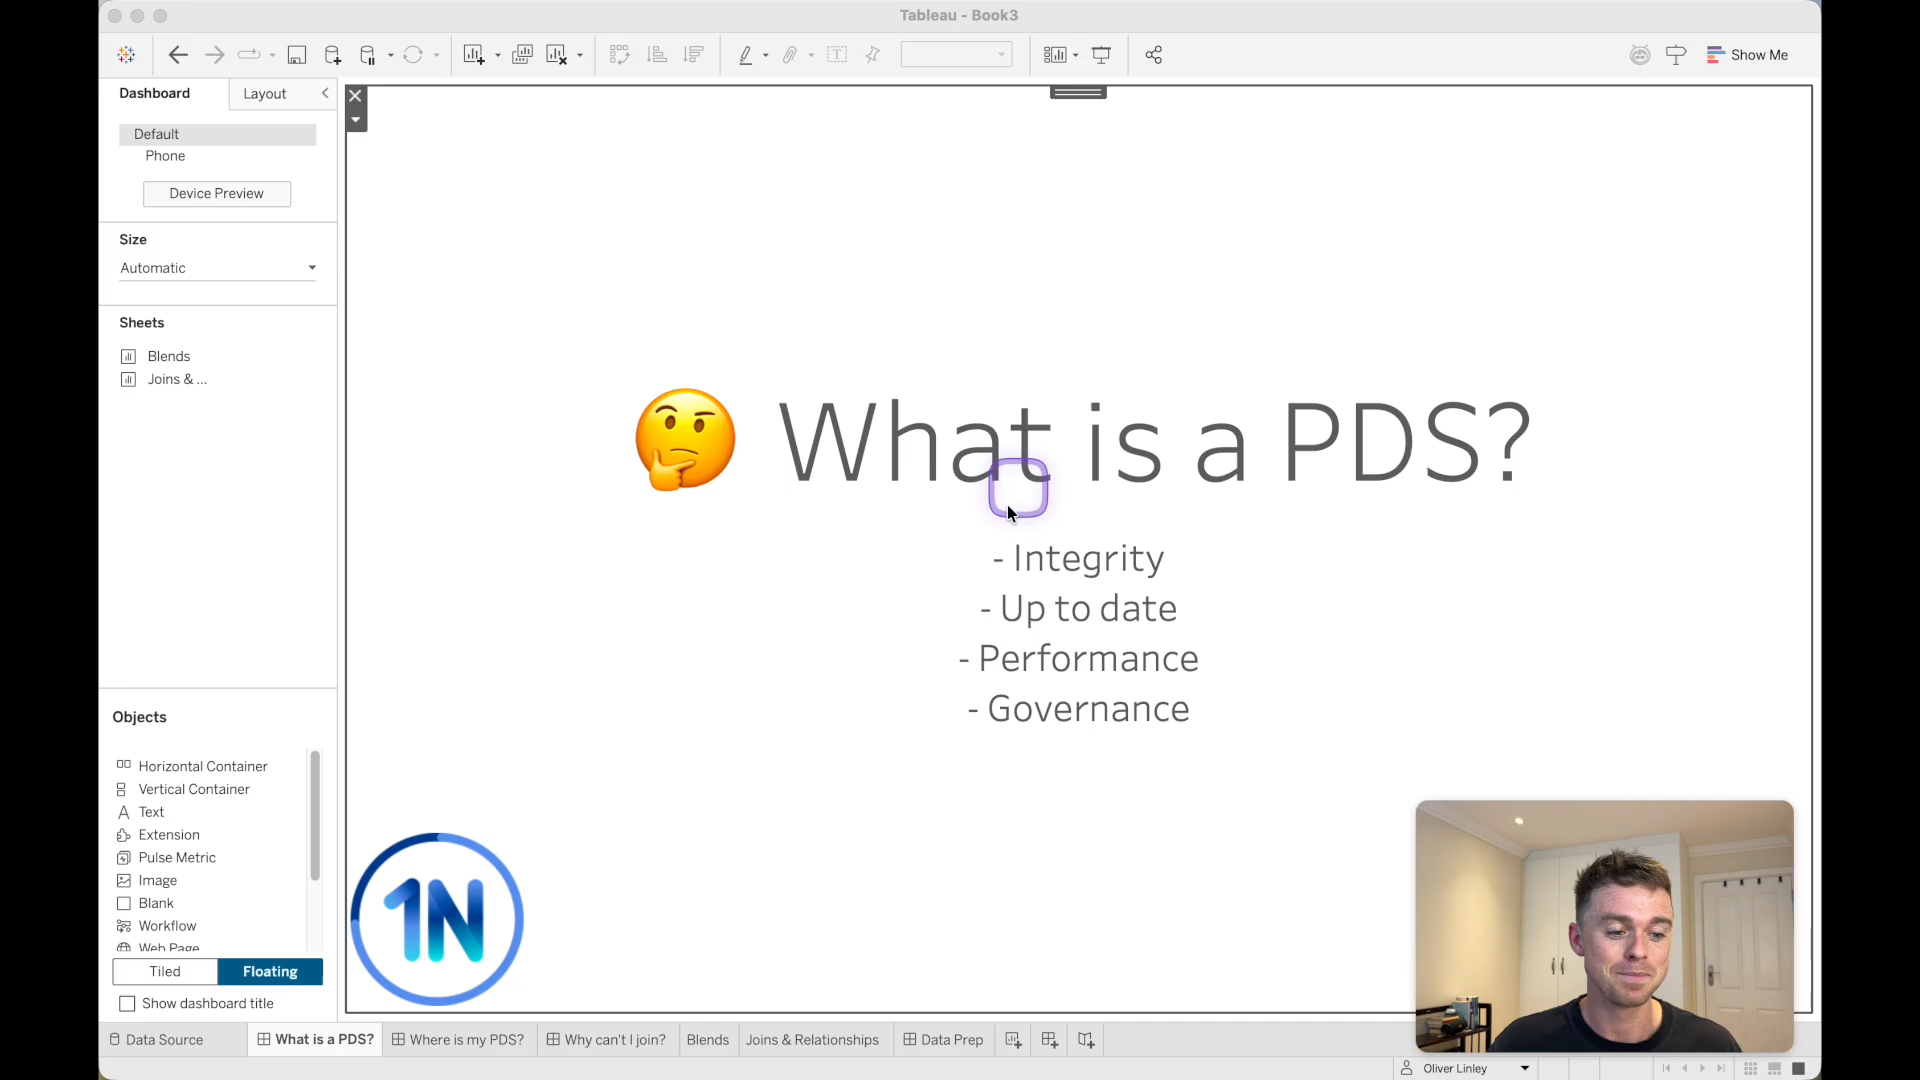 Tableau - Book3
Show Me
Dashboard
Layout
Default
Phone
Device Preview
Size
Automatic
Sheets
Blends
Joins & ...
Objects
Horizontal Container
Vertical Container
Text
Extension
Pulse Metric
Image
Blank
Workflow
Web Page
Tiled
Floating
Show dashboard title
What is a PDS?
- Integrity
- Up to date
- Performance
- Governance
1N
Data Source
What is a PDS?
Where is my PDS?
Why can't I join?
Blends
Joins & Relationships
Data Prep
Oliver Linley